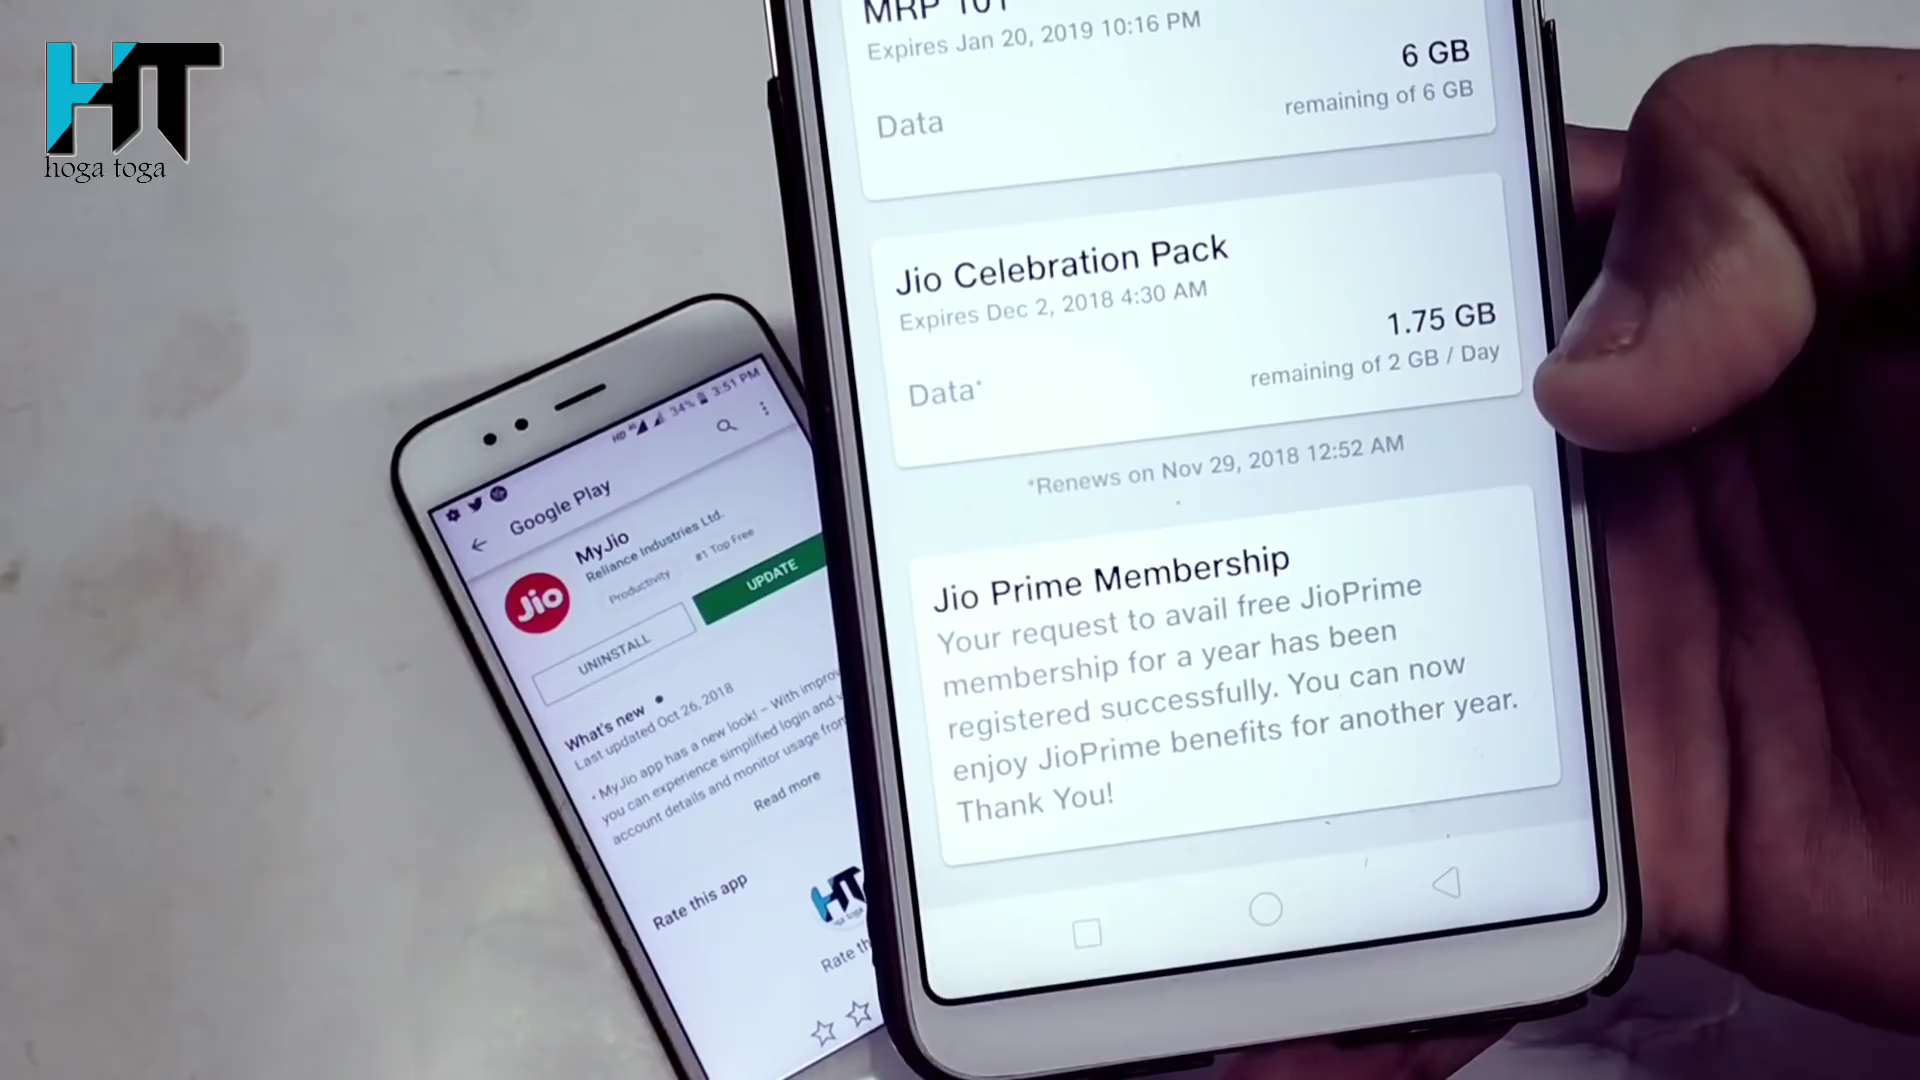 HT
hoga toga
MRP 101
Expires Jan 20, 2019 10:16 PM
6 GB
Data
remaining of 6 GB
Jio Celebration Pack
Expires Dec 2, 2018 4:30 AM
1.75 GB
Data*
remaining of 2 GB / Day
*Renews on Nov 29, 2018 12:52 AM
Jio Prime Membership
Your request to avail free JioPrime
membership for a year has been
registered successfully. You can now
enjoy JioPrime benefits for another year.
Thank You!
34% 3:51 PM
Google Play
MyJio
Reliance Industries Ltd.
Productivity
#1 Top Free
Jio
UNINSTALL
UPDATE
What's new
Last updated Oct 26, 2018
• MyJio app has a new look! – With
you can experience simplified login and
account details and monitor usage
Read more
Rate this app
HT
Rate